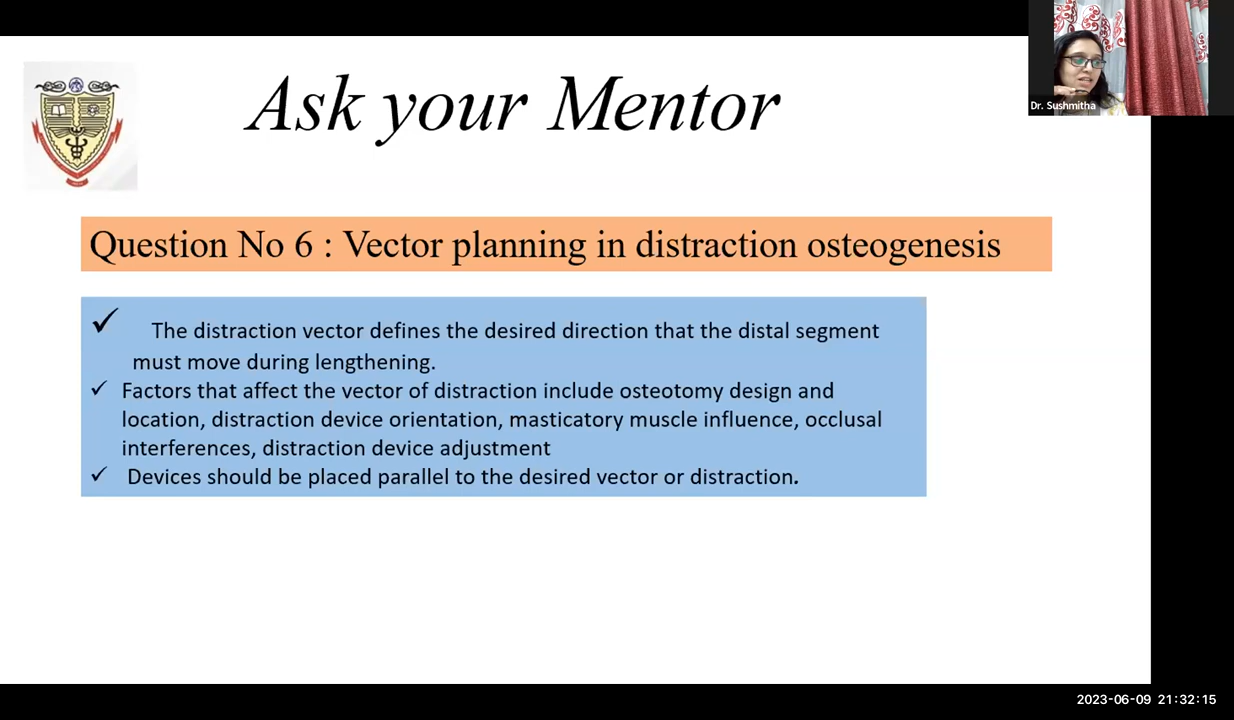 Ask your Mentor
Dr. Sushmitha
Question No 6 : Vector planning in distraction osteogenesis
✓ The distraction vector defines the desired direction that the distal segment
must move during lengthening.
✓ Factors that affect the vector of distraction include osteotomy design and
location, distraction device orientation, masticatory muscle influence, occlusal
interferences, distraction device adjustment
✓ Devices should be placed parallel to the desired vector or distraction.
2023-06-09 21:32:15